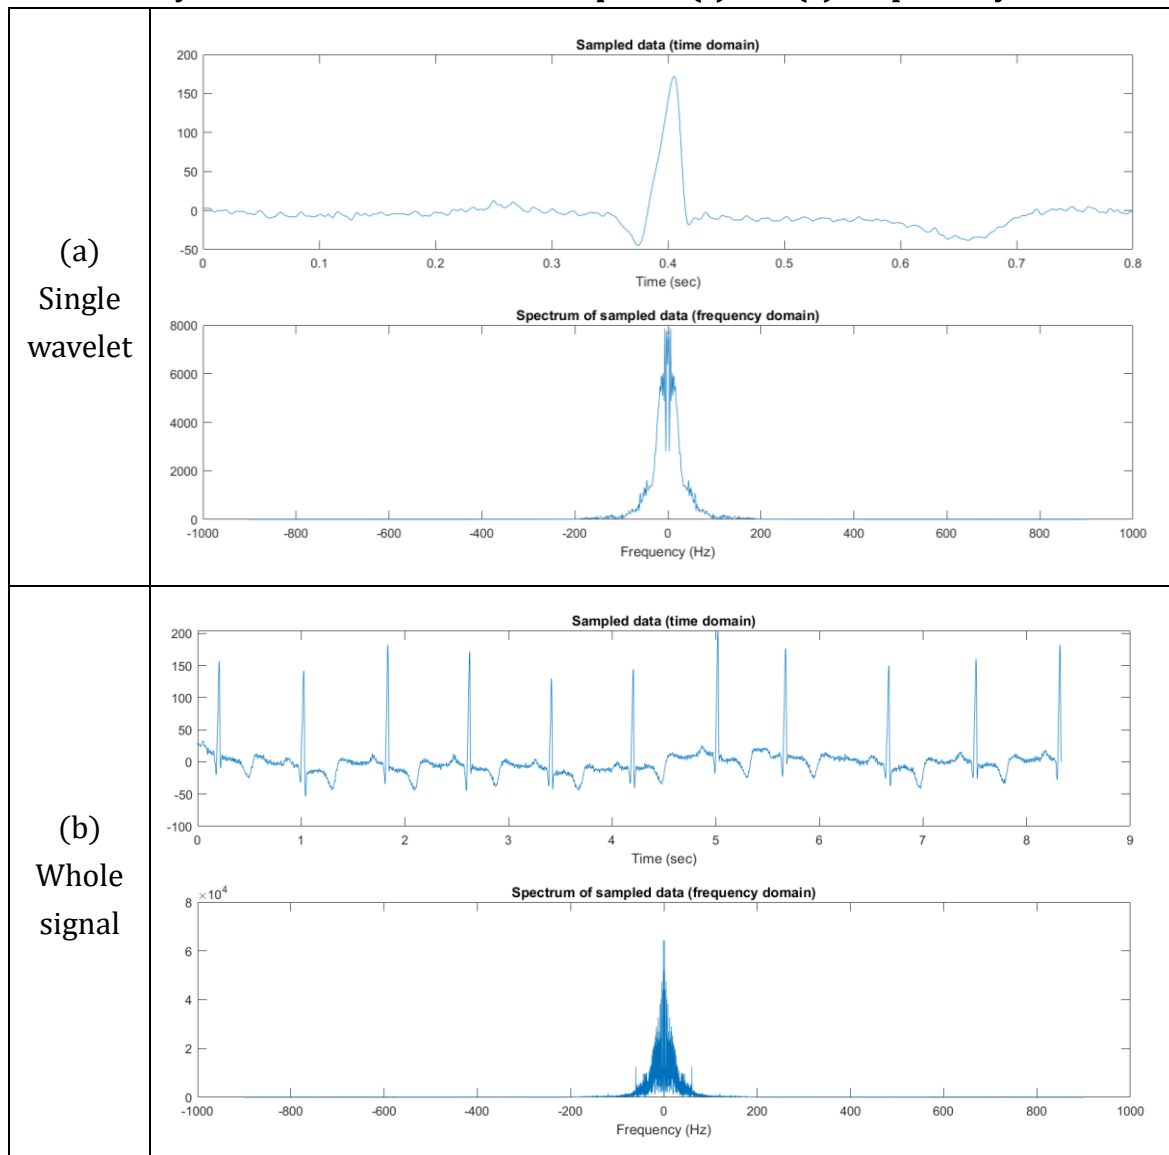 (a)
Single
wavelet
Sampled data (time domain)
200
150
100
50
0
-50
0 0.1 0.2 0.3 0.4 0.5 0.6 0.7 0.8
Time (sec)
Spectrum of sampled data (frequency domain)
8000
6000
4000
2000
0
-1000 -800 -600 -400 -200 0 200 400 600 800 1000
Frequency (Hz)
(b)
Whole
signal
Sampled data (time domain)
200
150
100
50
0
-50
-100
0 1 2 3 4 5 6 7 8 9
Time (sec)
×10⁴
Spectrum of sampled data (frequency domain)
8
6
4
2
0
-1000 -800 -600 -400 -200 0 200 400 600 800 1000
Frequency (Hz)